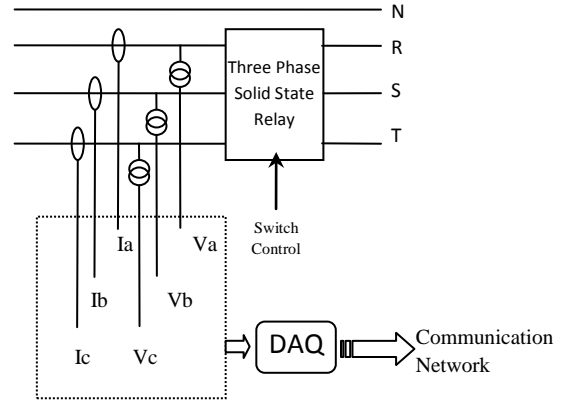 N
R
Three Phase
Solid State
Relay
S
T
Switch
Control
Ia
Va
Ib
Vb
Ic
Vc
DAQ
Communication
Network